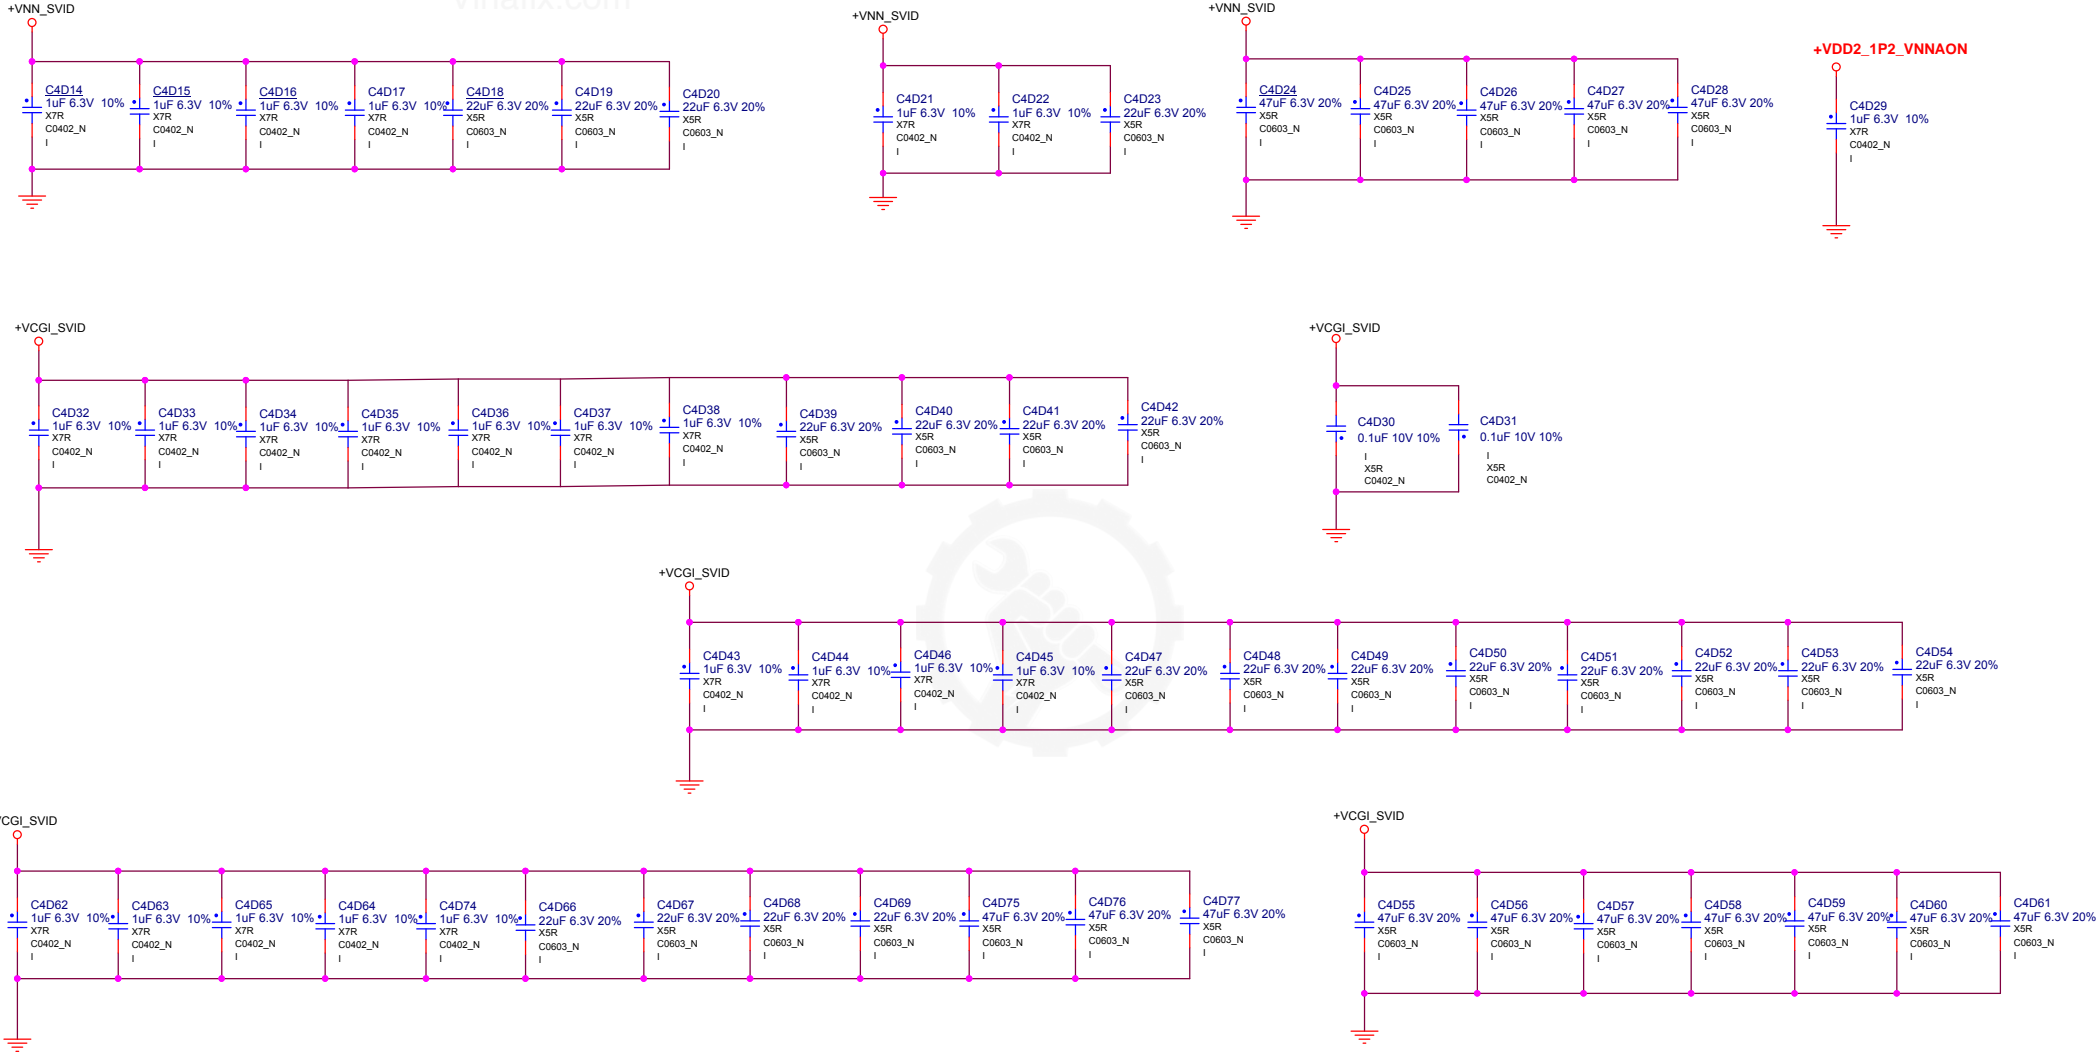 vinafix.com
+VNN_SVID
C4D14
1uF 6.3V 10%
X7R
C0402_N
I
C4D15
1uF 6.3V 10%
X7R
C0402_N
I
C4D16
1uF 6.3V 10%
X7R
C0402_N
I
C4D17
1uF 6.3V 10%
X7R
C0402_N
I
C4D18
22uF 6.3V 20%
X5R
C0603_N
I
C4D19
22uF 6.3V 20%
X5R
C0603_N
I
C4D20
22uF 6.3V 20%
X5R
C0603_N
I
+VNN_SVID
C4D21
1uF 6.3V 10%
X7R
C0402_N
I
C4D22
1uF 6.3V 10%
X7R
C0402_N
I
C4D23
22uF 6.3V 20%
X5R
C0603_N
I
+VNN_SVID
C4D24
47uF 6.3V 20%
X5R
C0603_N
I
C4D25
47uF 6.3V 20%
X5R
C0603_N
I
C4D26
47uF 6.3V 20%
X5R
C0603_N
I
C4D27
47uF 6.3V 20%
X5R
C0603_N
I
C4D28
47uF 6.3V 20%
X5R
C0603_N
I
+VDD2_1P2_VNNAON
C4D29
1uF 6.3V 10%
X7R
C0402_N
I
+VCGI_SVID
C4D32
1uF 6.3V 10%
X7R
C0402_N
I
C4D33
1uF 6.3V 10%
X7R
C0402_N
I
C4D34
1uF 6.3V 10%
X7R
C0402_N
I
C4D35
1uF 6.3V 10%
X7R
C0402_N
I
C4D36
1uF 6.3V 10%
X7R
C0402_N
I
C4D37
1uF 6.3V 10%
X7R
C0402_N
I
C4D38
1uF 6.3V 10%
X7R
C0402_N
I
C4D39
22uF 6.3V 20%
X5R
C0603_N
I
C4D40
22uF 6.3V 20%
X5R
C0603_N
I
C4D41
22uF 6.3V 20%
X5R
C0603_N
I
C4D42
22uF 6.3V 20%
X5R
C0603_N
I
+VCGI_SVID
C4D30
0.1uF 10V 10%
I
X5R
C0402_N
C4D31
0.1uF 10V 10%
I
X5R
C0402_N
+VCGI_SVID
C4D43
1uF 6.3V 10%
X7R
C0402_N
I
C4D44
1uF 6.3V 10%
X7R
C0402_N
I
C4D46
1uF 6.3V 10%
X7R
C0402_N
I
C4D45
1uF 6.3V 10%
X7R
C0402_N
I
C4D47
22uF 6.3V 20%
X5R
C0603_N
I
C4D48
22uF 6.3V 20%
X5R
C0603_N
I
C4D49
22uF 6.3V 20%
X5R
C0603_N
I
C4D50
22uF 6.3V 20%
X5R
C0603_N
I
C4D51
22uF 6.3V 20%
X5R
C0603_N
I
C4D52
22uF 6.3V 20%
X5R
C0603_N
I
C4D53
22uF 6.3V 20%
X5R
C0603_N
I
C4D54
22uF 6.3V 20%
X5R
C0603_N
I
CGI_SVID
C4D62
1uF 6.3V 10%
X7R
C0402_N
I
C4D63
1uF 6.3V 10%
X7R
C0402_N
I
C4D65
1uF 6.3V 10%
X7R
C0402_N
I
C4D64
1uF 6.3V 10%
X7R
C0402_N
I
C4D74
1uF 6.3V 10%
X7R
C0402_N
I
C4D66
22uF 6.3V 20%
X5R
C0603_N
I
C4D67
22uF 6.3V 20%
X5R
C0603_N
I
C4D68
22uF 6.3V 20%
X5R
C0603_N
I
C4D69
22uF 6.3V 20%
X5R
C0603_N
I
C4D75
47uF 6.3V 20%
X5R
C0603_N
I
C4D76
47uF 6.3V 20%
X5R
C0603_N
I
C4D77
47uF 6.3V 20%
X5R
C0603_N
I
+VCGI_SVID
C4D55
47uF 6.3V 20%
X5R
C0603_N
I
C4D56
47uF 6.3V 20%
X5R
C0603_N
I
C4D57
47uF 6.3V 20%
X5R
C0603_N
I
C4D58
47uF 6.3V 20%
X5R
C0603_N
I
C4D59
47uF 6.3V 20%
X5R
C0603_N
I
C4D60
47uF 6.3V 20%
X5R
C0603_N
I
C4D61
47uF 6.3V 20%
X5R
C0603_N
I